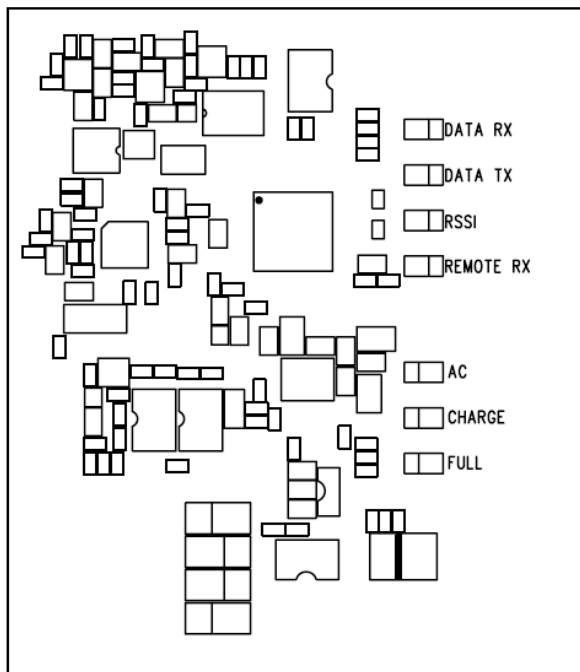 DATA RX
DATA TX
RSSI
REMOTE RX
AC
CHARGE
FULL